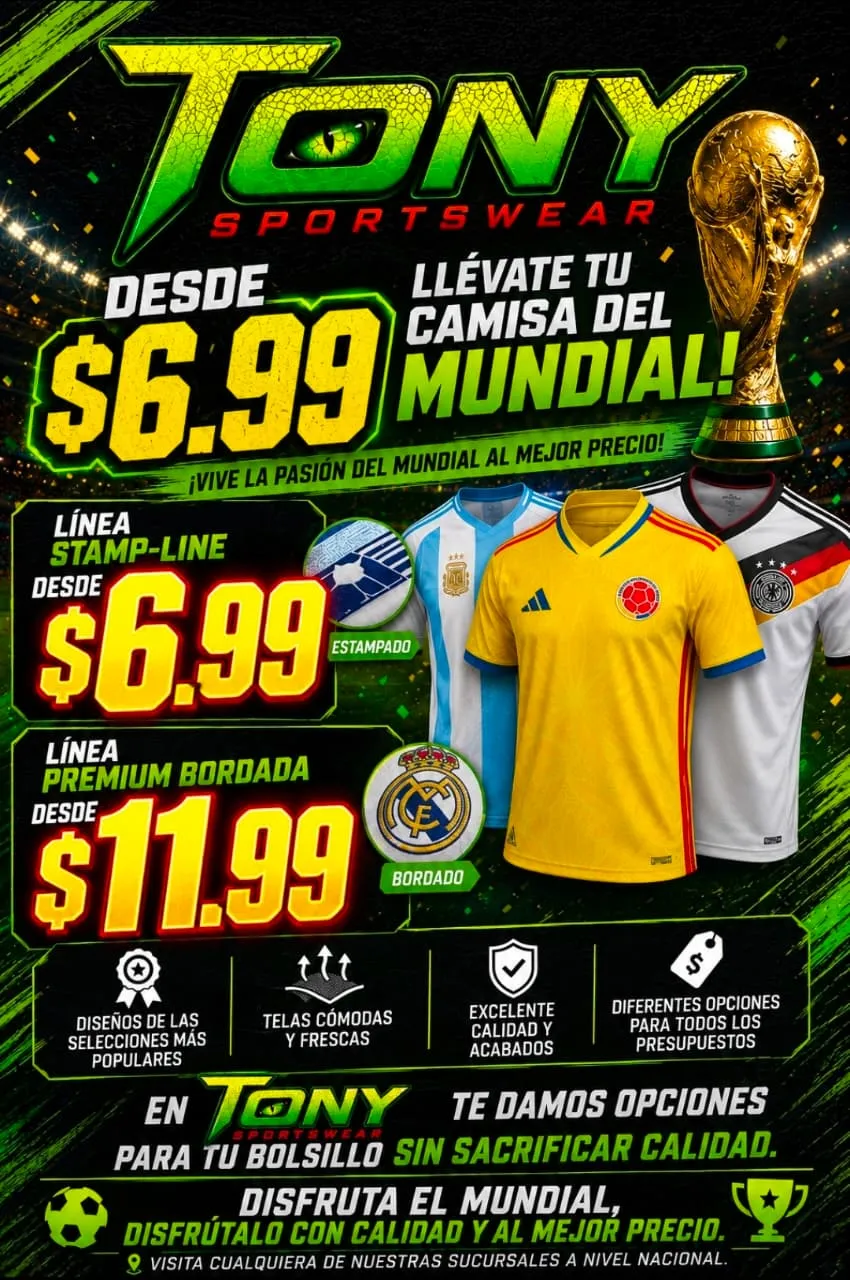 TONY
SPORTSWEAR
DESDE
$6.99
LLÉVATE TU
CAMISA DEL
MUNDIAL!
¡VIVE LA PASIÓN DEL MUNDIAL AL MEJOR PRECIO!
LÍNEA
STAMP-LINE
DESDE
$6.99
ESTAMPADO
LÍNEA
PREMIUM BORDADA
DESDE
$11.99
BORDADO
DISEÑOS DE LAS
SELECCIONES MÁS
POPULARES
TELAS CÓMODAS
Y FRESCAS
EXCELENTE
CALIDAD Y
ACABADOS
DIFERENTES OPCIONES
PARA TODOS LOS
PRESUPUESTOS
EN TONY SPORTSWEAR TE DAMOS OPCIONES
PARA TU BOLSILLO SIN SACRIFICAR CALIDAD.
DISFRUTA EL MUNDIAL,
DISFRÚTALO CON CALIDAD Y AL MEJOR PRECIO.
VISITA CUALQUIERA DE NUESTRAS SUCURSALES A NIVEL NACIONAL.